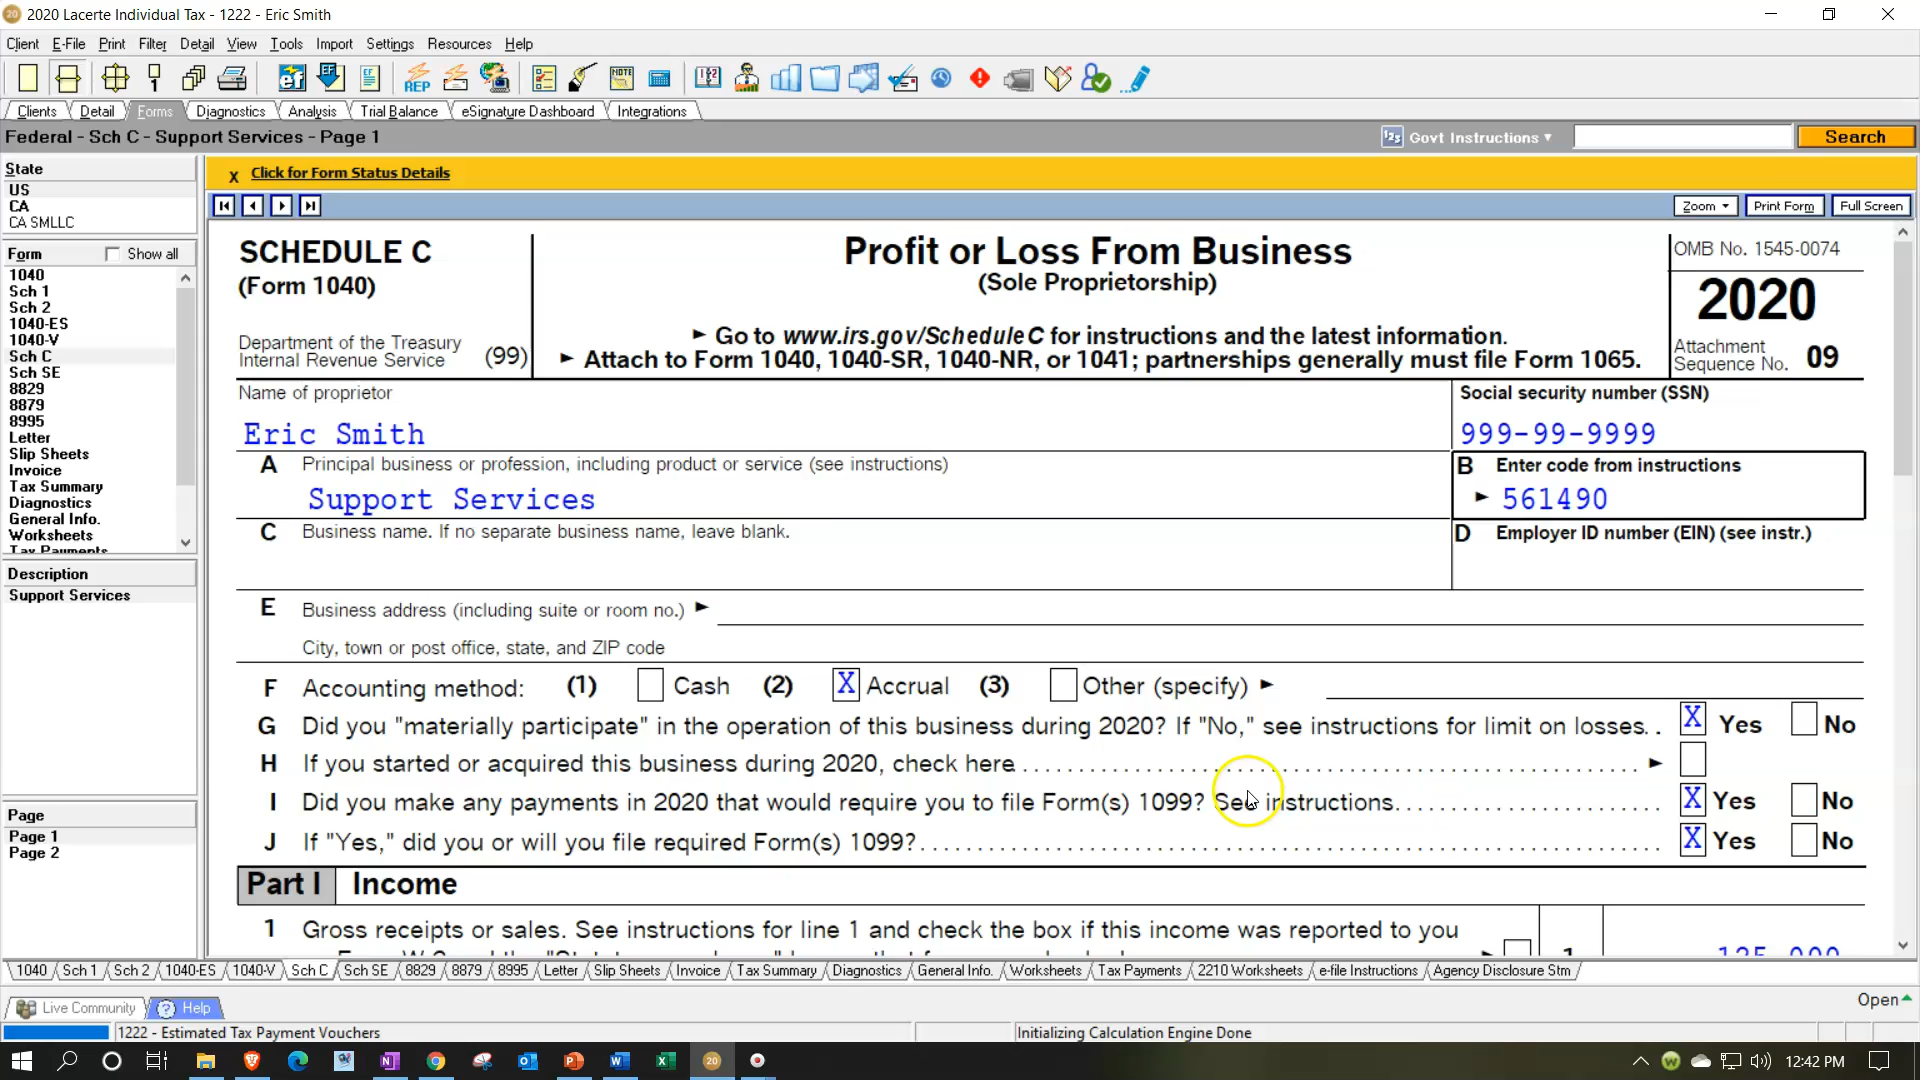 2020 Lacerte Individual Tax - 1222 - Eric Smith
Client E-File Print Filter Detail View Tools Import Settings Resources Help
Clients Detail Forms Diagnostics Analysis Trial Balance eSignature Dashboard Integrations
Federal - Sch C - Support Services - Page 1
Govt Instructions
Search
State
US
CA
CA SMLLC
Form Show all
1040
Sch 1
Sch 2
1040-ES
1040-V
Sch C
Sch SE
8829
8879
8995
Letter
Slip Sheets
Invoice
Tax Summary
Diagnostics
General Info.
Worksheets
Tax Payments
Description
Support Services
Page
Page 1
Page 2
x Click for Form Status Details
Zoom Print Form Full Screen
SCHEDULE C
(Form 1040)
Department of the Treasury
Internal Revenue Service (99)
Profit or Loss From Business
(Sole Proprietorship)
► Go to www.irs.gov/ScheduleC for instructions and the latest information.
► Attach to Form 1040, 1040-SR, 1040-NR, or 1041; partnerships generally must file Form 1065.
OMB No. 1545-0074
2020
Attachment
Sequence No. 09
Name of proprietor
Eric Smith
Social security number (SSN)
999-99-9999
A Principal business or profession, including product or service (see instructions)
Support Services
B Enter code from instructions
► 561490
C Business name. If no separate business name, leave blank.
D Employer ID number (EIN) (see instr.)
E Business address (including suite or room no.) ►
City, town or post office, state, and ZIP code
F Accounting method: (1) Cash (2) X Accrual (3) Other (specify) ►
G Did you "materially participate" in the operation of this business during 2020? If "No," see instructions for limit on losses. . X Yes No
H If you started or acquired this business during 2020, check here ►
I Did you make any payments in 2020 that would require you to file Form(s) 1099? See instructions X Yes No
J If "Yes," did you or will you file required Form(s) 1099? X Yes No
Part I Income
1 Gross receipts or sales. See instructions for line 1 and check the box if this income was reported to you
1040 Sch 1 Sch 2 1040-ES 1040-V Sch C Sch SE 8829 8879 8995 Letter Slip Sheets Invoice Tax Summary Diagnostics General Info. Worksheets Tax Payments 2210 Worksheets e-file Instructions Agency Disclosure Stm
Live Community Help
Open
1222 - Estimated Tax Payment Vouchers
Initializing Calculation Engine Done
12:42 PM